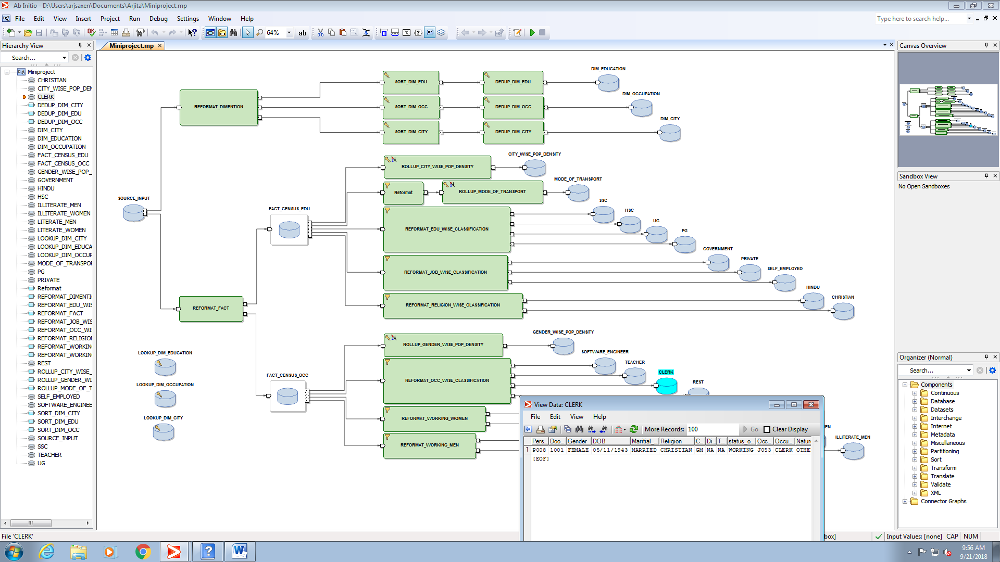 Ab Initio - D:\Users\arjsaxen\Documents\Arjita\Miniproject.mp
File Edit View Insert Project Run Debug Settings Window Help
Type here to search help...
64%
ab
Hierarchy View
Miniproject.mp
Canvas Overview
Search...
Miniproject
CHRISTIAN
CITY_WISE_POP_DEN
CLERK
DEDUP_DIM_CITY
DEDUP_DIM_EDU
DEDUP_DIM_OCC
DIM_CITY
DIM_EDUCATION
DIM_OCCUPATION
FACT_CENSUS_EDU
FACT_CENSUS_OCC
GENDER_WISE_POP_
GOVERNMENT
HINDU
HSC
ILLITERATE_MEN
ILLITERATE_WOMEN
LITERATE_MEN
LITERATE_WOMEN
LOOKUP_DIM_CITY
LOOKUP_DIM_EDUCA
LOOKUP_DIM_OCCUP
MODE_OF_TRANSPOR
PG
PRIVATE
Reformat
REFORMAT_DIMENTI
REFORMAT_EDU_WIS
REFORMAT_FACT
REFORMAT_JOB_WIS
REFORMAT_OCC_WIS
REFORMAT_RELIGION
REFORMAT_WORKING
REFORMAT_WORKING
REST
ROLLUP_CITY_WISE_
ROLLUP_GENDER_WI
ROLLUP_MODE_OF_T
SELF_EMPLOYED
SOFTWARE_ENGINEE
SORT_DIM_CITY
SORT_DIM_EDU
SORT_DIM_OCC
SOURCE_INPUT
SSC
TEACHER
UG
SOURCE_INPUT
REFORMAT_DIMENTION
SORT_DIM_EDU
DEDUP_DIM_EDU
DIM_EDUCATION
SORT_DIM_OCC
DEDUP_DIM_OCC
DIM_OCCUPATION
SORT_DIM_CITY
DEDUP_DIM_CITY
DIM_CITY
ROLLUP_CITY_WISE_POP_DENSITY
CITY_WISE_POP_DENSITY
Reformat
ROLLUP_MODE_OF_TRANSPORT
MODE_OF_TRANSPORT
FACT_CENSUS_EDU
REFORMAT_EDU_WISE_CLASSIFICATION
SSC
HSC
UG
PG
REFORMAT_JOB_WISE_CLASSIFICATION
GOVERNMENT
PRIVATE
SELF_EMPLOYED
REFORMAT_RELIGION_WISE_CLASSIFICATION
HINDU
CHRISTIAN
REFORMAT_FACT
ROLLUP_GENDER_WISE_POP_DENSITY
GENDER_WISE_POP_DENSITY
FACT_CENSUS_OCC
REFORMAT_OCC_WISE_CLASSIFICATION
SOFTWARE_ENGINEER
TEACHER
CLERK
REST
REFORMAT_WORKING_WOMEN
REFORMAT_WORKING_MEN
EN
ILLITERATE_MEN
LOOKUP_DIM_EDUCATION
LOOKUP_DIM_OCCUPATION
LOOKUP_DIM_CITY
View Data: CLERK
File Edit View Help
More Records: 100 Go Clear Display
Pers... Doo... Gender DOB Maritial_... Religion C... Di... T... status_o... Occ... Occu... Natur
1 P008 1001 FEMALE 05/11/1943 MARRIED CHRISTIAN GM NA NA WORKING J053 CLERK OTHE
[EOF]
Sandbox View
No Open Sandboxes
Organizer (Normal)
Search...
Components
Continuous
Database
Datasets
Interchange
Internet
Metadata
Miscellaneous
Partitioning
Sort
Transform
Translate
Validate
XML
Connector Graphs
File 'CLERK'
box]
Input Values: [none] CAP NUM
9:56 AM
9/21/2018